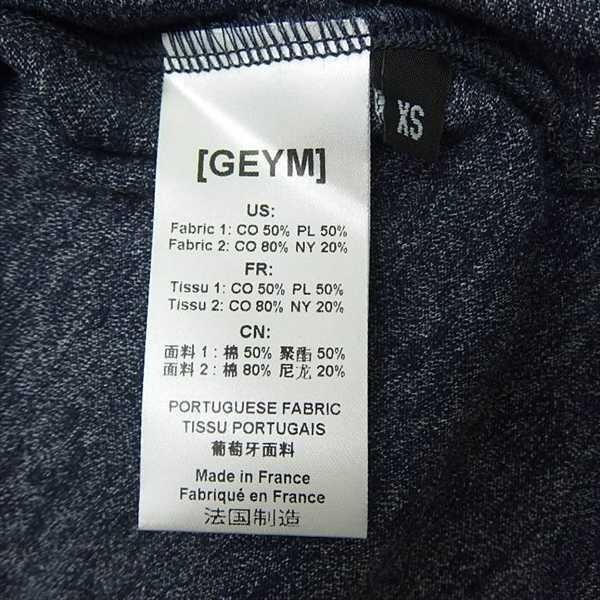 XS
[GEYM]
US:
Fabric 1: CO 50% PL 50%
Fabric 2: CO 80% NY 20%
FR:
Tissu 1: CO 50% PL 50%
Tissu 2: CO 80% NY 20%
CN:
面料 1: 棉 50% 聚酯 50%
面料 2: 棉 80% 尼龙 20%
PORTUGUESE FABRIC
TISSU PORTUGAIS
葡萄牙面料
Made in France
Fabriqué en France
法国制造